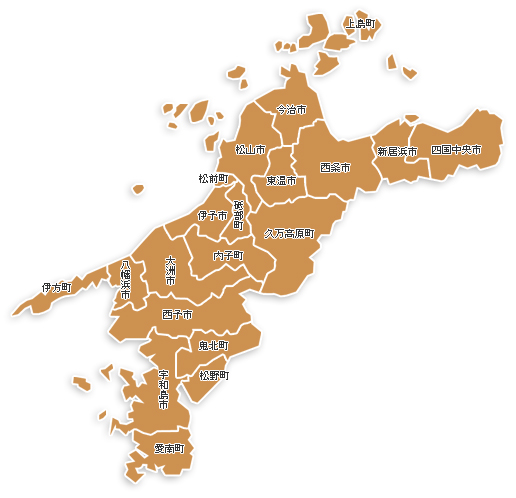 上島町
今治市
松山市
新居浜市
四国中央市
西条市
東温市
松前町
砥部町
伊予市
久万高原町
内子町
大洲市
八幡浜市
伊方町
西予市
鬼北町
松野町
宇和島市
愛南町